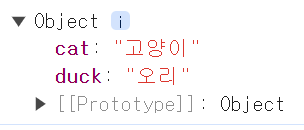 ▼ Object i
cat: "고양이"
duck: "오리"
▶ [[Prototype]]: Object